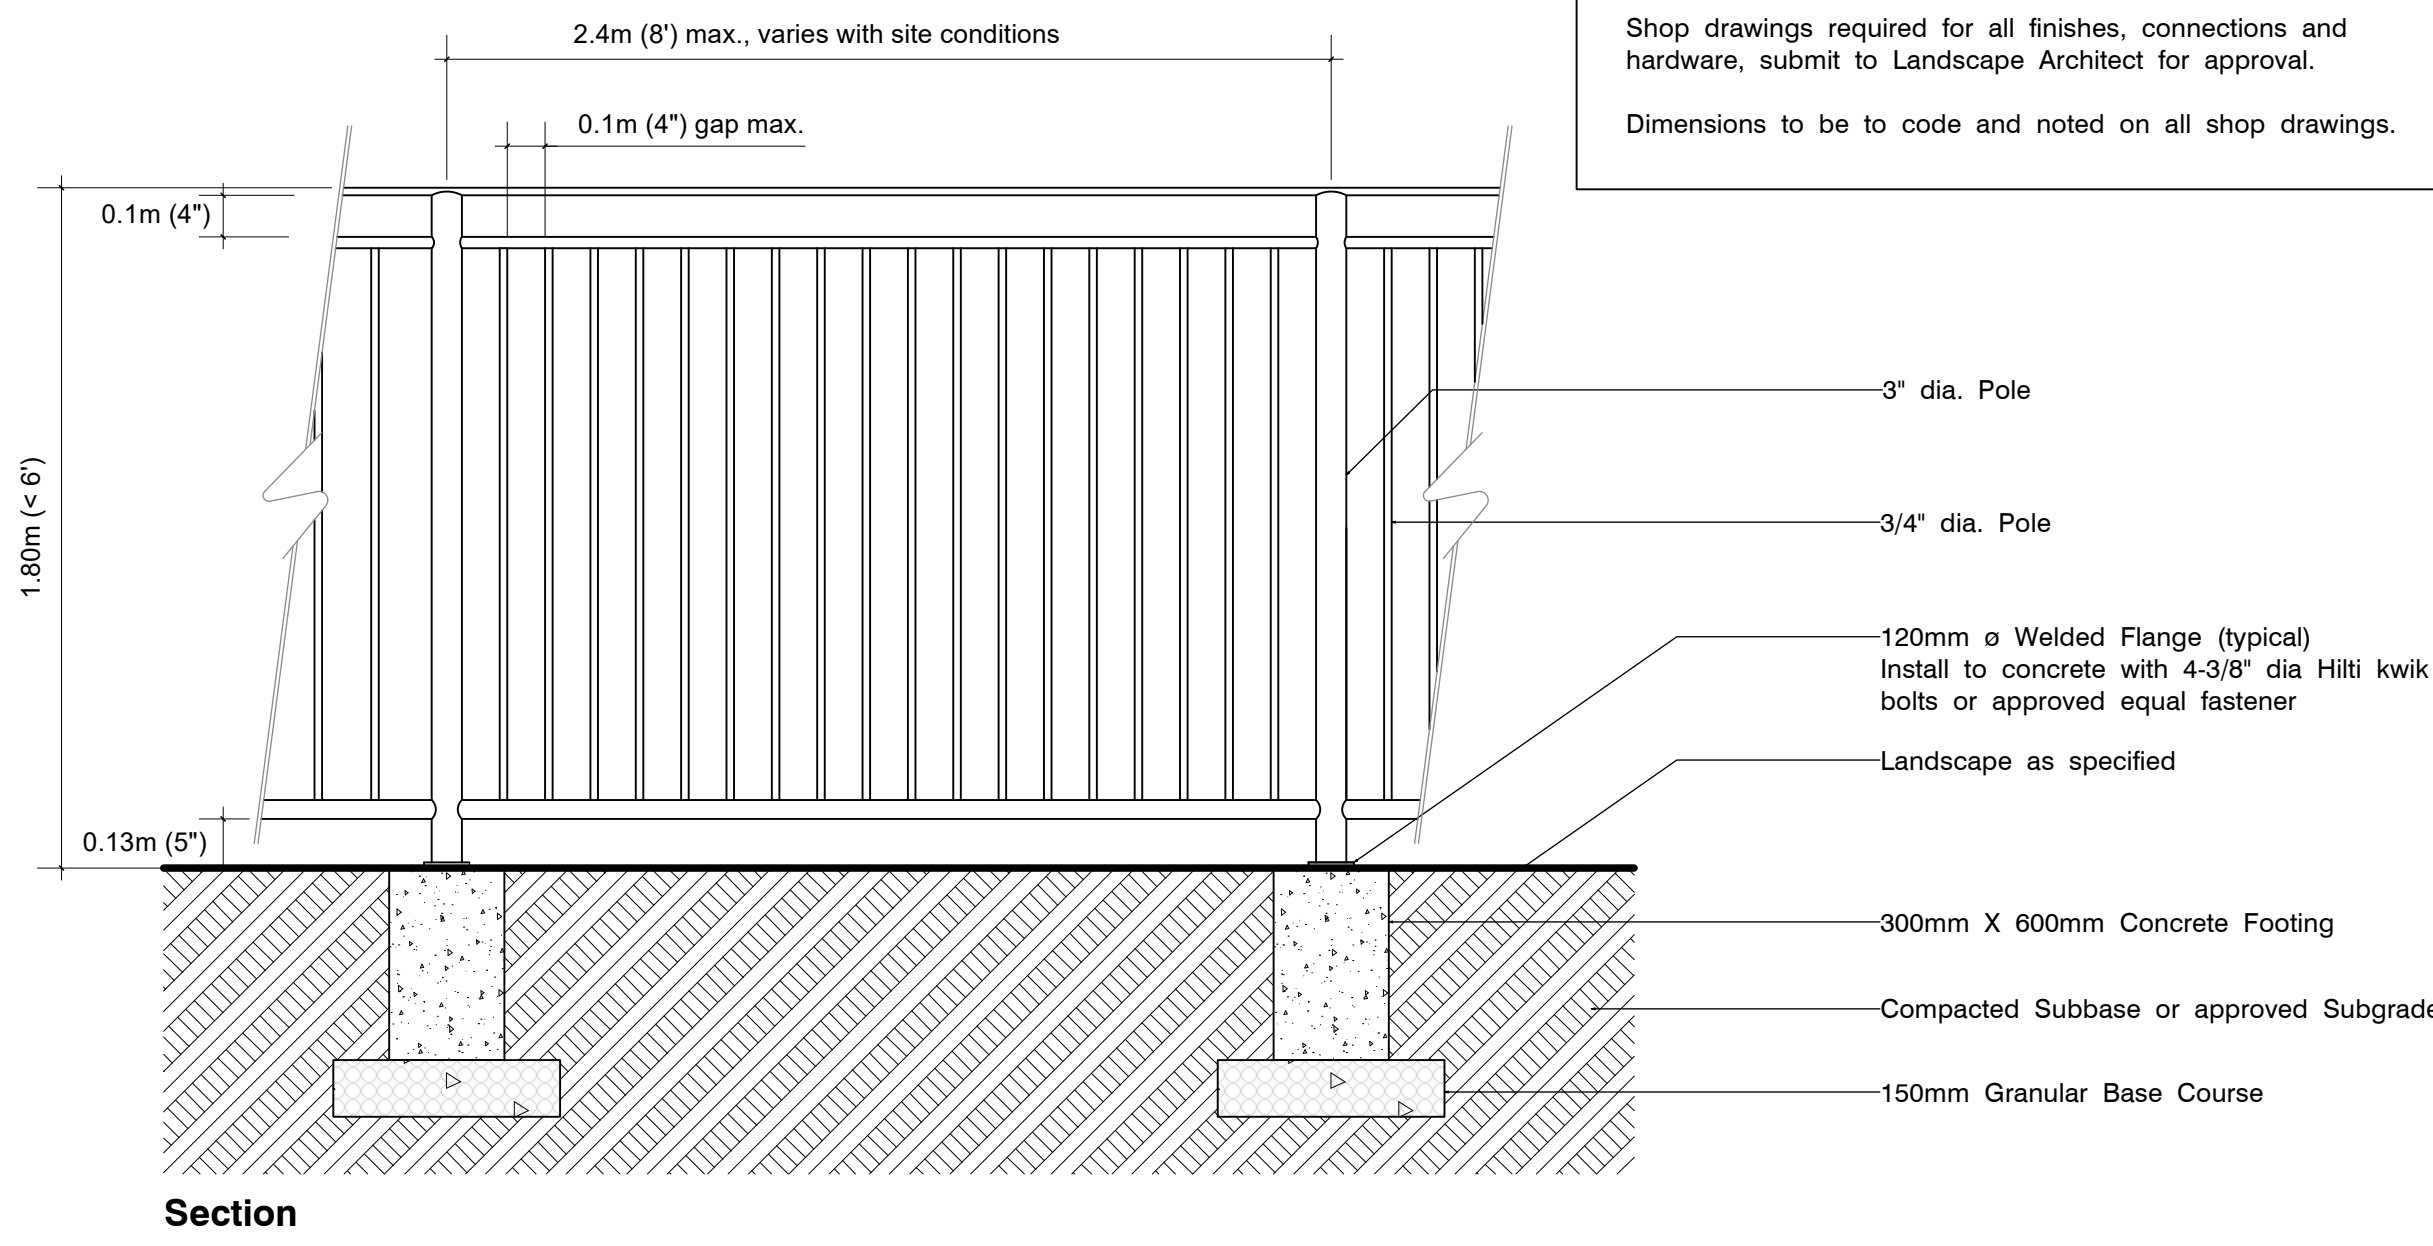 2.4m (8') max., varies with site conditions
0.1m (4") gap max.
0.1m (4")
1.80m (< 6')
0.13m (5")
Shop drawings required for all finishes, connections and
hardware, submit to Landscape Architect for approval.
Dimensions to be to code and noted on all shop drawings.
3" dia. Pole
3/4" dia. Pole
120mm ø Welded Flange (typical)
Install to concrete with 4-3/8" dia Hilti kwik
bolts or approved equal fastener
Landscape as specified
300mm X 600mm Concrete Footing
Compacted Subbase or approved Subgrade
150mm Granular Base Course
Section